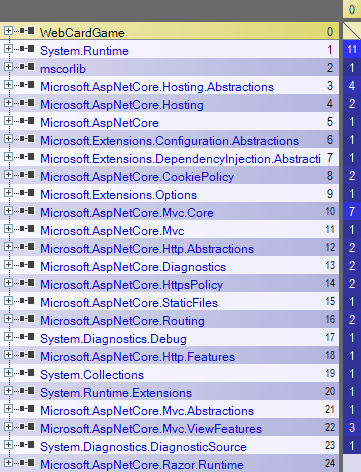 0
WebCardGame 0
System.Runtime 1 11
mscorlib 2 1
Microsoft.AspNetCore.Hosting.Abstractions 3 4
Microsoft.AspNetCore.Hosting 4 2
Microsoft.AspNetCore 5 1
Microsoft.Extensions.Configuration.Abstractions 6 1
Microsoft.Extensions.DependencyInjection.Abstracti 7 1
Microsoft.AspNetCore.CookiePolicy 8 2
Microsoft.Extensions.Options 9 1
Microsoft.AspNetCore.Mvc.Core 10 7
Microsoft.AspNetCore.Mvc 11 1
Microsoft.AspNetCore.Http.Abstractions 12 2
Microsoft.AspNetCore.Diagnostics 13 2
Microsoft.AspNetCore.HttpsPolicy 14 2
Microsoft.AspNetCore.StaticFiles 15 1
Microsoft.AspNetCore.Routing 16 2
System.Diagnostics.Debug 17 1
Microsoft.AspNetCore.Http.Features 18 1
System.Collections 19 1
System.Runtime.Extensions 20 1
Microsoft.AspNetCore.Mvc.Abstractions 21 1
Microsoft.AspNetCore.Mvc.ViewFeatures 22 3
System.Diagnostics.DiagnosticSource 23 1
Microsoft.AspNetCore.Razor.Runtime 24